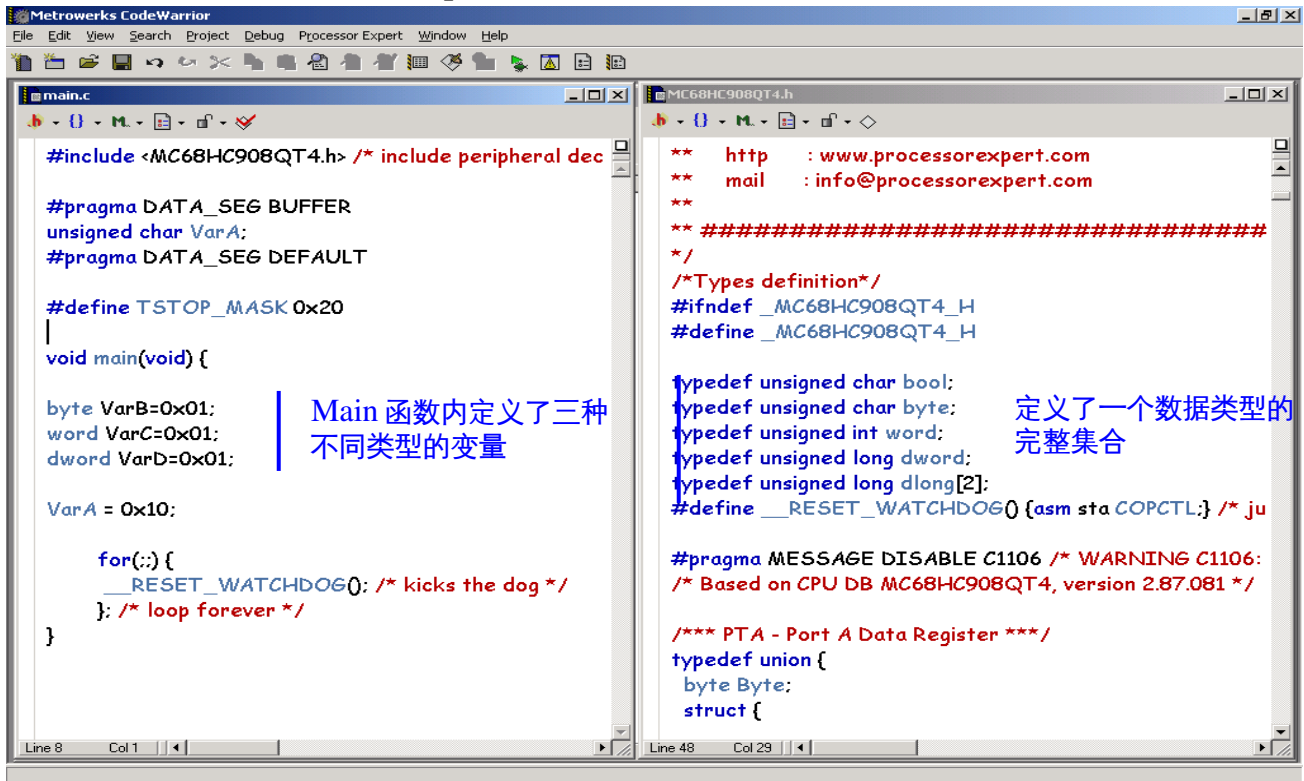 Metrowerks CodeWarrior
File Edit View Search Project Debug Processor Expert Window Help
main.c
#include <MC68HC908QT4.h> /* include peripheral dec
#pragma DATA_SEG BUFFER
unsigned char VarA;
#pragma DATA_SEG DEFAULT
#define TSTOP_MASK 0x20
void main(void) {
byte VarB=0x01;
word VarC=0x01;
dword VarD=0x01;
Main 函数内定义了三种
不同类型的变量
VarA = 0x10;
for(;;) {
__RESET_WATCHDOG(); /* kicks the dog */
}; /* loop forever */
}
Line 8 Col 1
MC68HC908QT4.h
** http : www.processorexpert.com
** mail : info@processorexpert.com
**
** ################################
*/
/*Types definition*/
#ifndef _MC68HC908QT4_H
#define _MC68HC908QT4_H
typedef unsigned char bool;
typedef unsigned char byte;
typedef unsigned int word;
typedef unsigned long dword;
typedef unsigned long dlong[2];
定义了一个数据类型的
完整集合
#define __RESET_WATCHDOG() {asm sta COPCTL;} /* ju
#pragma MESSAGE DISABLE C1106 /* WARNING C1106:
/* Based on CPU DB MC68HC908QT4, version 2.87.081 */
/*** PTA - Port A Data Register ***/
typedef union {
byte Byte;
struct {
Line 48 Col 29